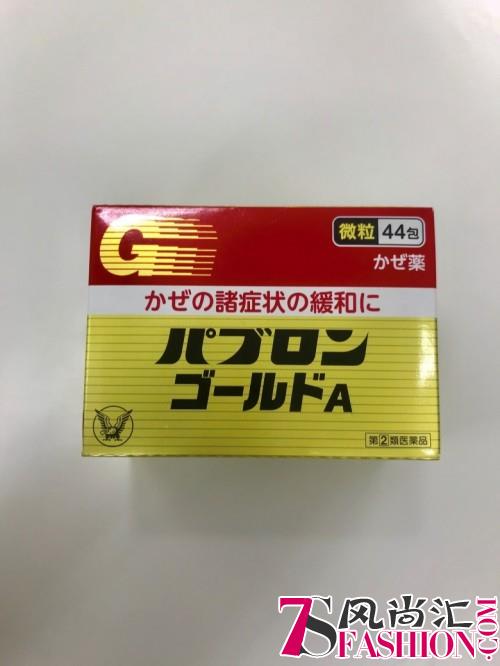 G
微粒 44包
かぜ薬
かぜの諸症状の緩和に
パブロン
ゴールドA
指②類医薬品
7S风尚汇
FASHION.COM